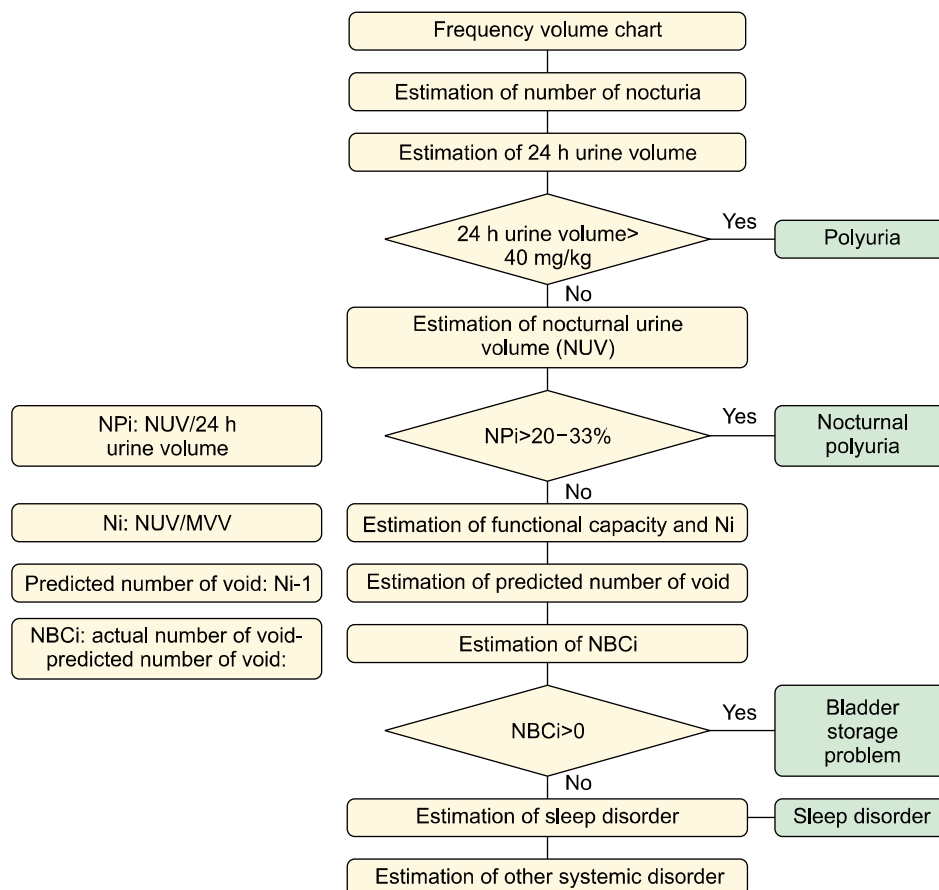 Frequency volume chart
Estimation of number of nocturia
Estimation of 24 h urine volume
24 h urine volume>
40 mg/kg
Yes
Polyuria
No
Estimation of nocturnal urine
volume (NUV)
NPi: NUV/24 h
urine volume
NPi>20−33%
Yes
Nocturnal
polyuria
No
Ni: NUV/MVV
Estimation of functional capacity and Ni
Predicted number of void: Ni-1
Estimation of predicted number of void
NBCi: actual number of void-
predicted number of void:
Estimation of NBCi
NBCi>0
Yes
Bladder
storage
problem
No
Estimation of sleep disorder
Sleep disorder
Estimation of other systemic disorder